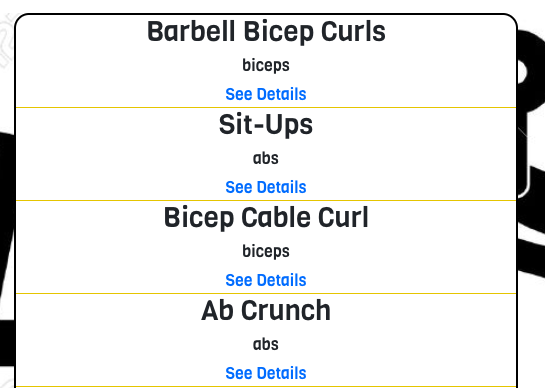 Barbell Bicep Curls
biceps
See Details
Sit-Ups
abs
See Details
Bicep Cable Curl
biceps
See Details
Ab Crunch
abs
See Details